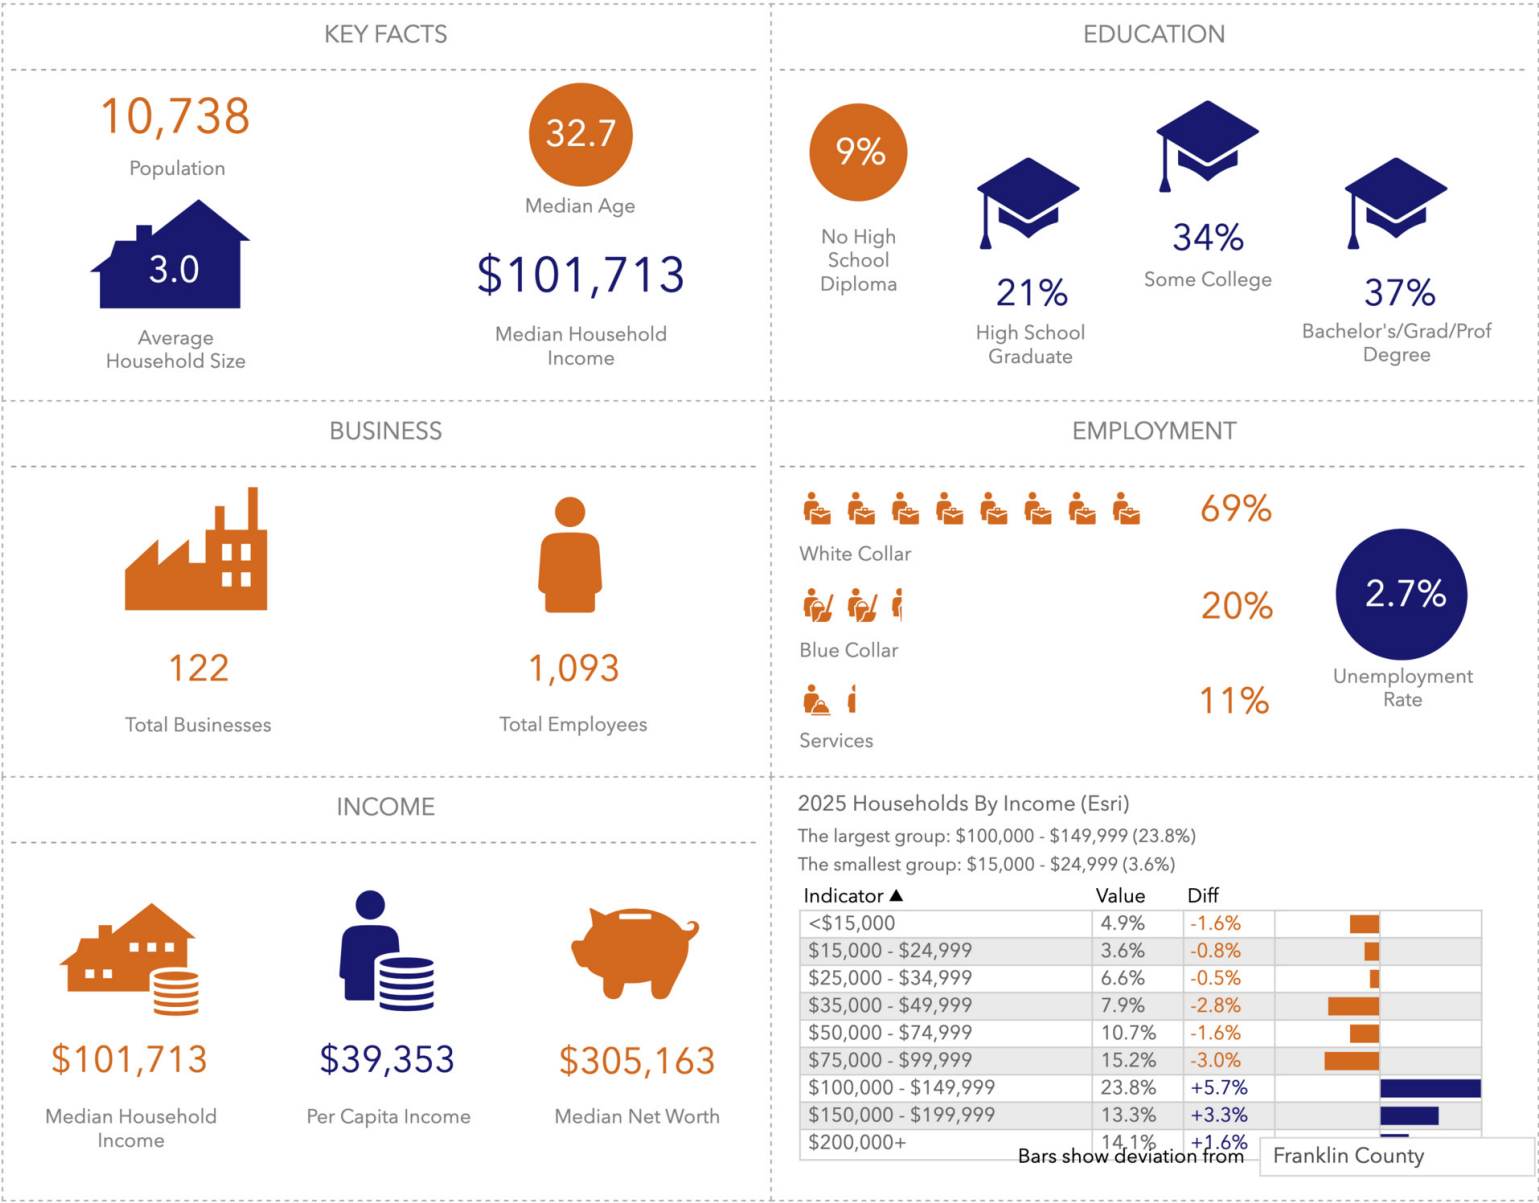 KEY FACTS
10,738
Population
32.7
Median Age
3.0
Average
Household Size
$101,713
Median Household
Income
EDUCATION
9%
No High
School
Diploma
21%
High School
Graduate
34%
Some College
37%
Bachelor's/Grad/Prof
Degree
BUSINESS
122
Total Businesses
1,093
Total Employees
EMPLOYMENT
69%
White Collar
20%
Blue Collar
11%
Services
2.7%
Unemployment
Rate
INCOME
$101,713
Median Household
Income
$39,353
Per Capita Income
$305,163
Median Net Worth
2025 Households By Income (Esri)
The largest group: $100,000 - $149,999 (23.8%)
The smallest group: $15,000 - $24,999 (3.6%)
Indicator ▲ Value Diff
<$15,000 4.9% -1.6%
$15,000 - $24,999 3.6% -0.8%
$25,000 - $34,999 6.6% -0.5%
$35,000 - $49,999 7.9% -2.8%
$50,000 - $74,999 10.7% -1.6%
$75,000 - $99,999 15.2% -3.0%
$100,000 - $149,999 23.8% +5.7%
$150,000 - $199,999 13.3% +3.3%
$200,000+ 14.1% +1.6%
Bars show deviation from Franklin County